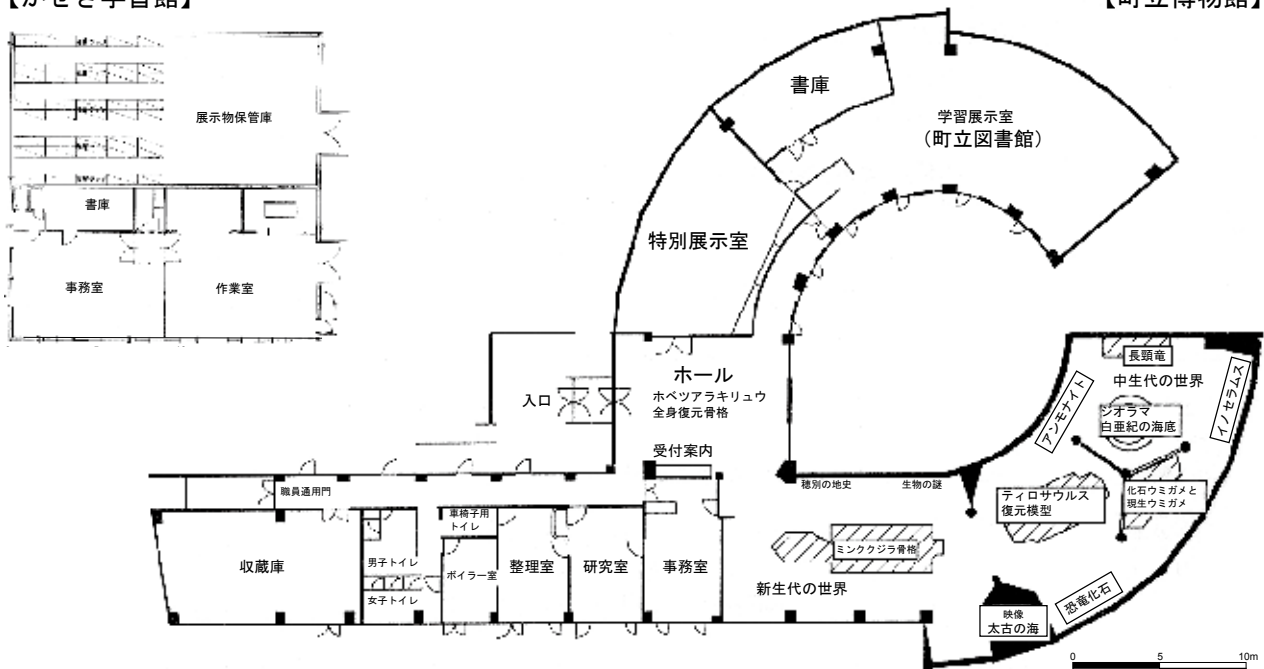 【かせき学習館】
【町立博物館】
展示物保管庫
書庫
事務室
作業室
書庫
学習展示室
(町立図書館)
特別展示室
ホール
ホベツアラキリュウ
全身復元骨格
入口
受付案内
職員通用門
収蔵庫
男子トイレ
女子トイレ
車椅子用
トイレ
ボイラー室
整理室
研究室
事務室
穂別の地史
生物の謎
ミンククジラ骨格
新生代の世界
長頸竜
中生代の世界
アンモナイト
イノセラムス
ジオラマ
白亜紀の海底
ティロサウルス
復元模型
化石ウミガメと
現生ウミガメ
恐竜化石
映像
太古の海
0 5 10m